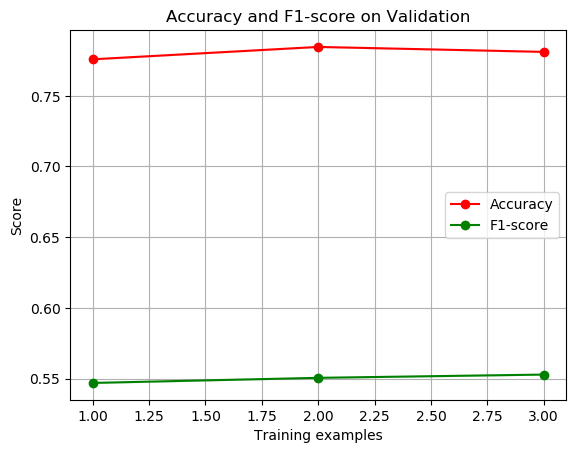 Accuracy and F1-score on Validation
Score
0.75
0.70
0.65
0.60
0.55
Accuracy
F1-score
1.00 1.25 1.50 1.75 2.00 2.25 2.50 2.75 3.00
Training examples